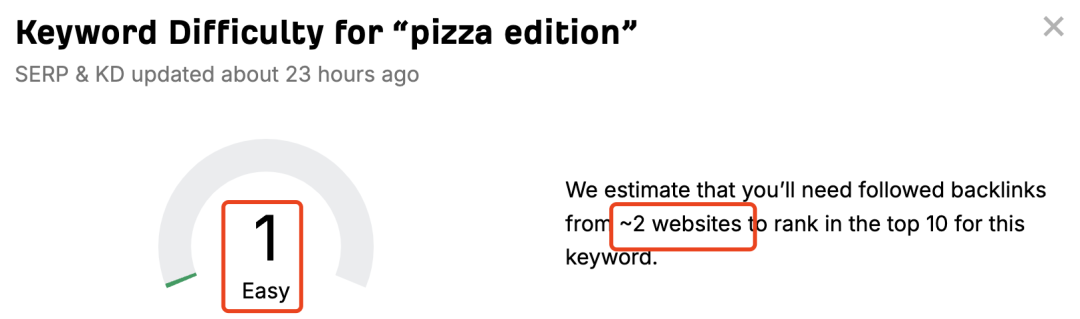 Keyword Difficulty for “pizza edition”
SERP & KD updated about 23 hours ago
1
Easy
We estimate that you’ll need followed backlinks
from ~2 websites to rank in the top 10 for this
keyword.